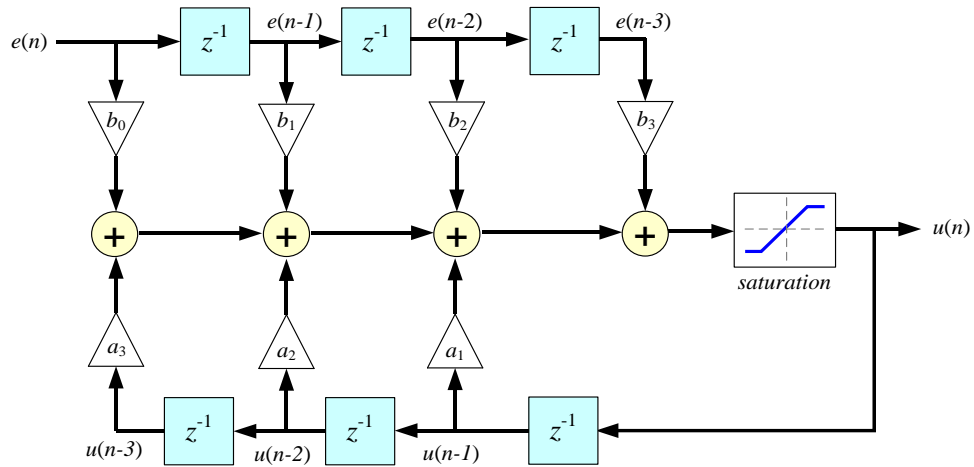 e(n)
z⁻¹
e(n-1)
z⁻¹
e(n-2)
z⁻¹
e(n-3)
b₀
b₁
b₂
b₃
+
+
+
+
saturation
u(n)
a₃
a₂
a₁
u(n-3)
z⁻¹
u(n-2)
z⁻¹
u(n-1)
z⁻¹